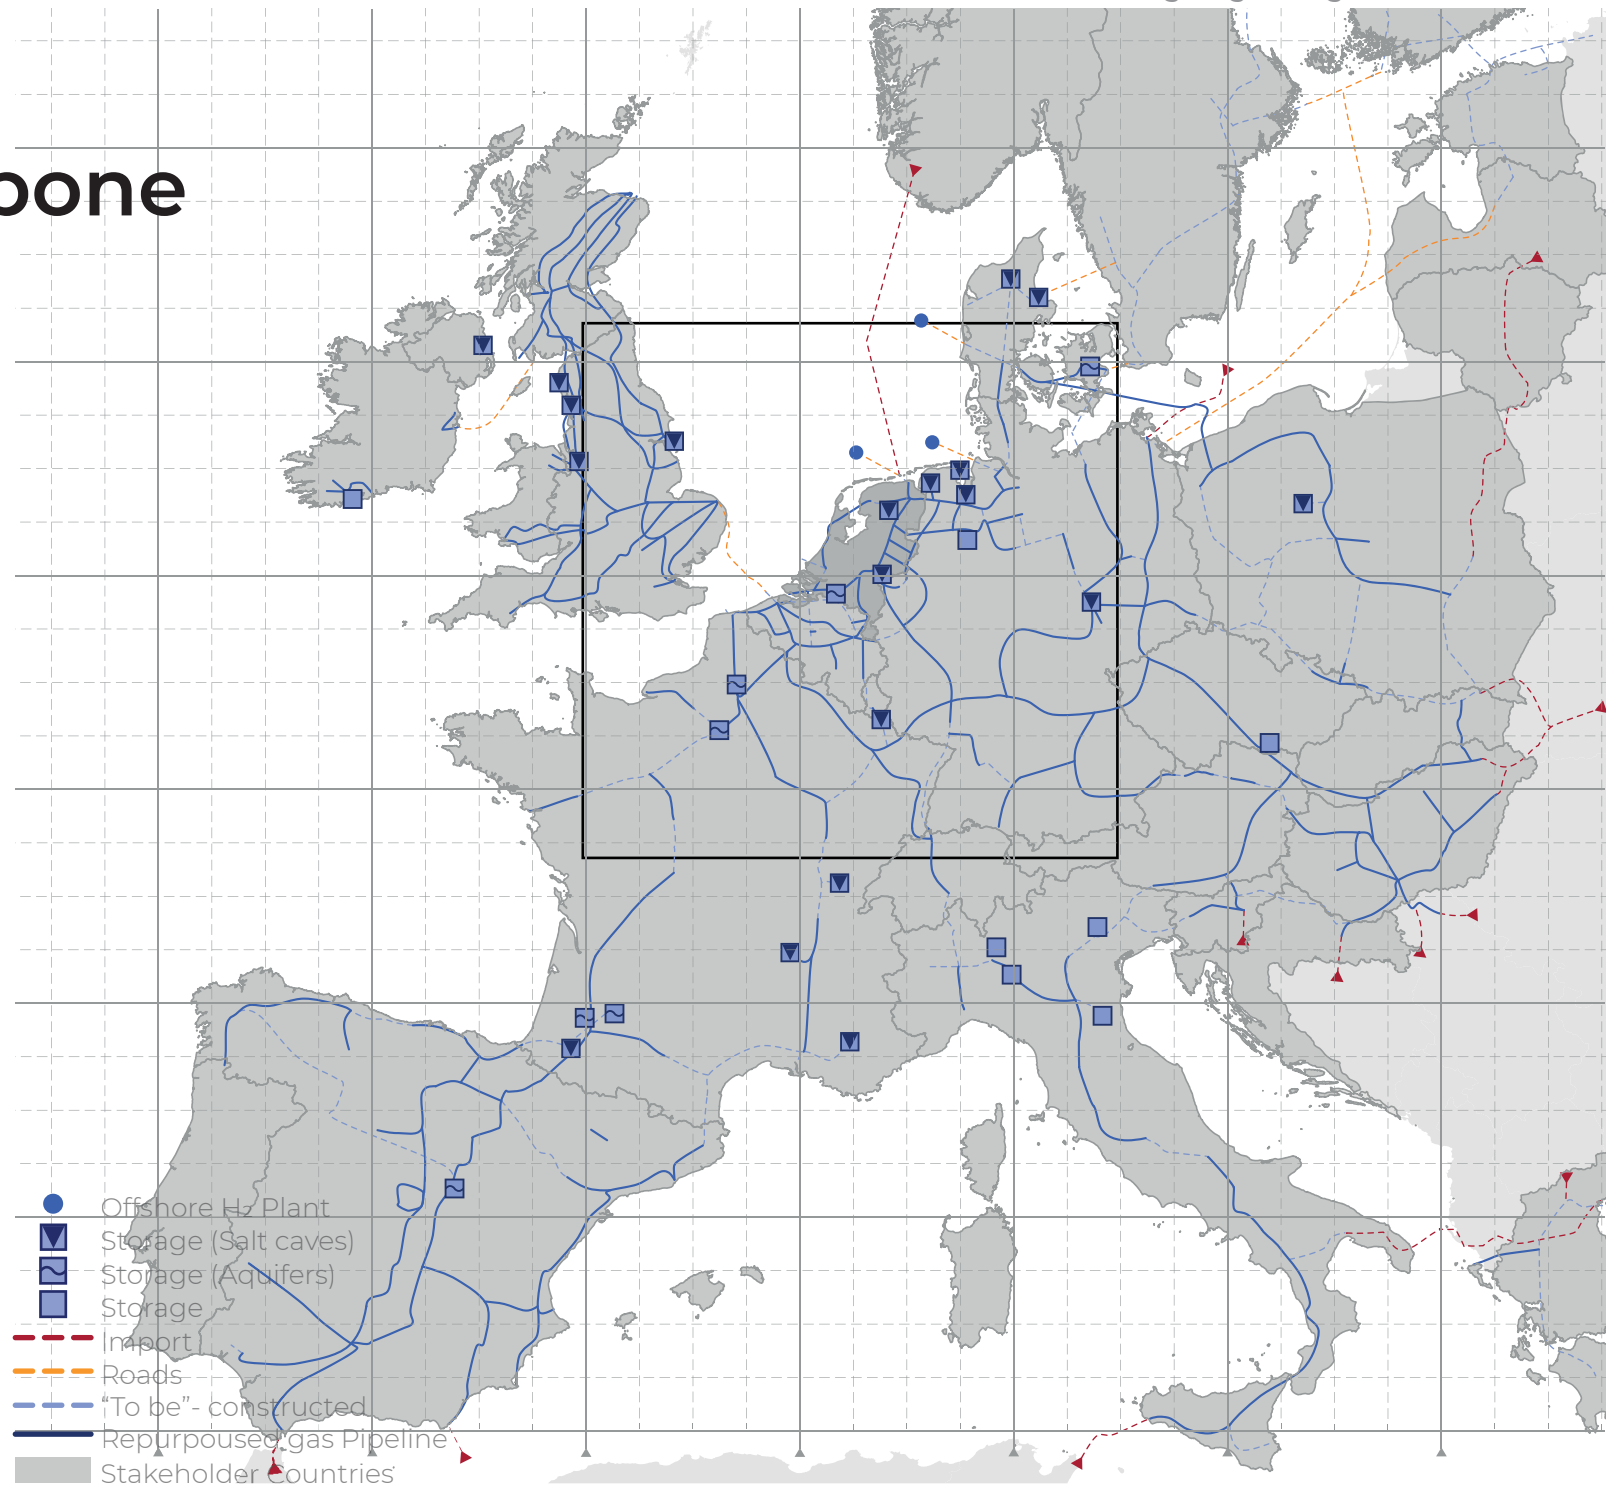 bone
Offshore H₂ Plant
Storage (Salt caves)
Storage (Aquifers)
Storage
Import
Roads
“To be”- constructed
Repurpoused gas Pipeline
Stakeholder Countries